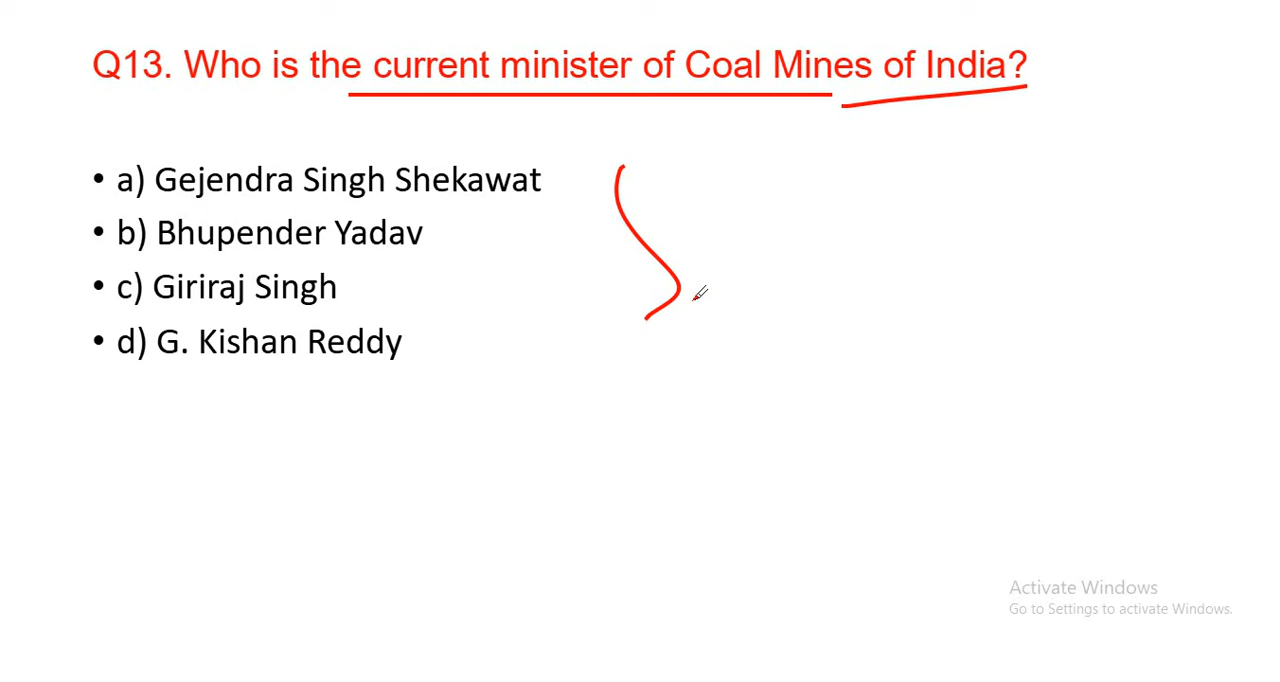 Q13. Who is the current minister of Coal Mines of India?
• a) Gejendra Singh Shekawat
• b) Bhupender Yadav
• c) Giriraj Singh
• d) G. Kishan Reddy
Activate Windows
Go to Settings to activate Windows.